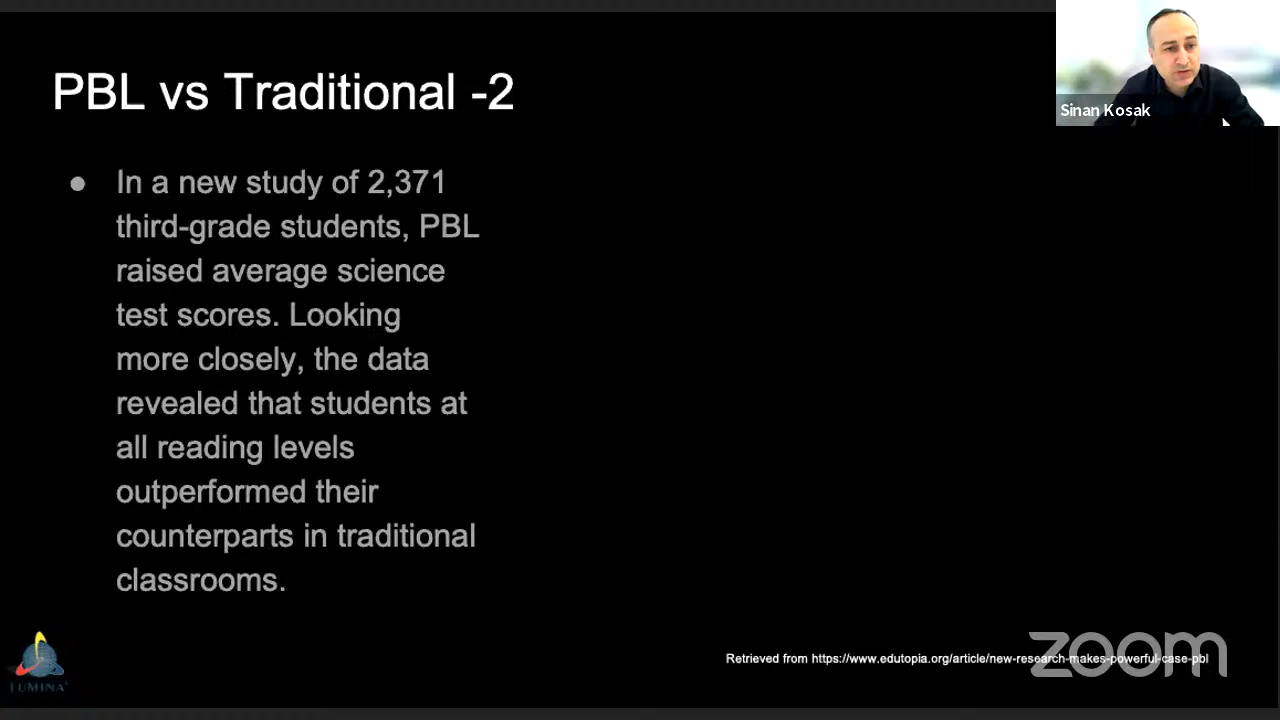 PBL vs Traditional -2
Sinan Kosak
● In a new study of 2,371
third-grade students, PBL
raised average science
test scores. Looking
more closely, the data
revealed that students at
all reading levels
outperformed their
counterparts in traditional
classrooms.
Retrieved from https://www.edutopia.org/article/new-research-makes-powerful-case-pbl
zoom
LUMINA